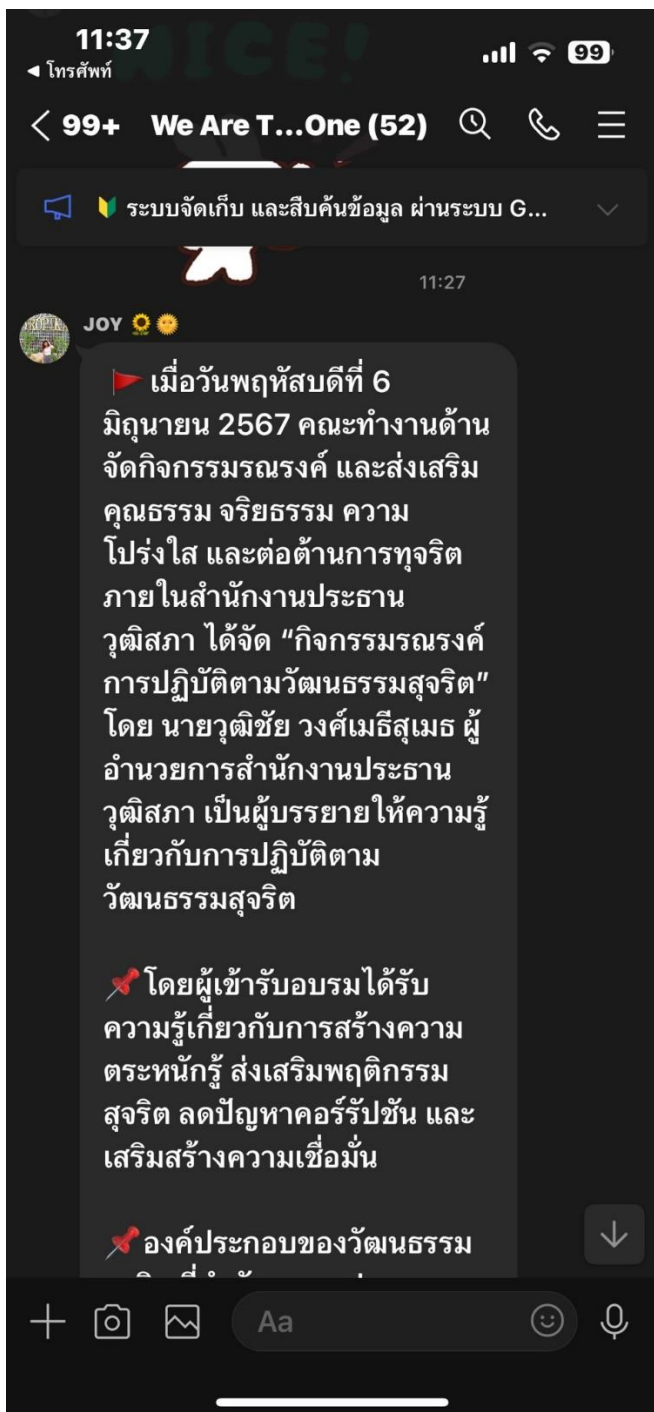 11:37
◀ โทรศัพท์
99
NICE!
99+ We Are T...One (52)
🔰 ระบบจัดเก็บ และสืบค้นข้อมูล ผ่านระบบ G...
11:27
JOY 🌻🌞
🚩 เมื่อวันพฤหัสบดีที่ 6
มิถุนายน 2567 คณะทำงานด้าน
จัดกิจกรรมรณรงค์ และส่งเสริม
คุณธรรม จริยธรรม ความ
โปร่งใส และต่อต้านการทุจริต
ภายในสำนักงานประธาน
วุฒิสภา ได้จัด “กิจกรรมรณรงค์
การปฏิบัติตามวัฒนธรรมสุจริต”
โดย นายวุฒิชัย วงศ์เมธีสุเมธ ผู้
อำนวยการสำนักงานประธาน
วุฒิสภา เป็นผู้บรรยายให้ความรู้
เกี่ยวกับการปฏิบัติตาม
วัฒนธรรมสุจริต
📌โดยผู้เข้ารับอบรมได้รับ
ความรู้เกี่ยวกับการสร้างความ
ตระหนักรู้ ส่งเสริมพฤติกรรม
สุจริต ลดปัญหาคอร์รัปชัน และ
เสริมสร้างความเชื่อมั่น
📌องค์ประกอบของวัฒนธรรม
Aa